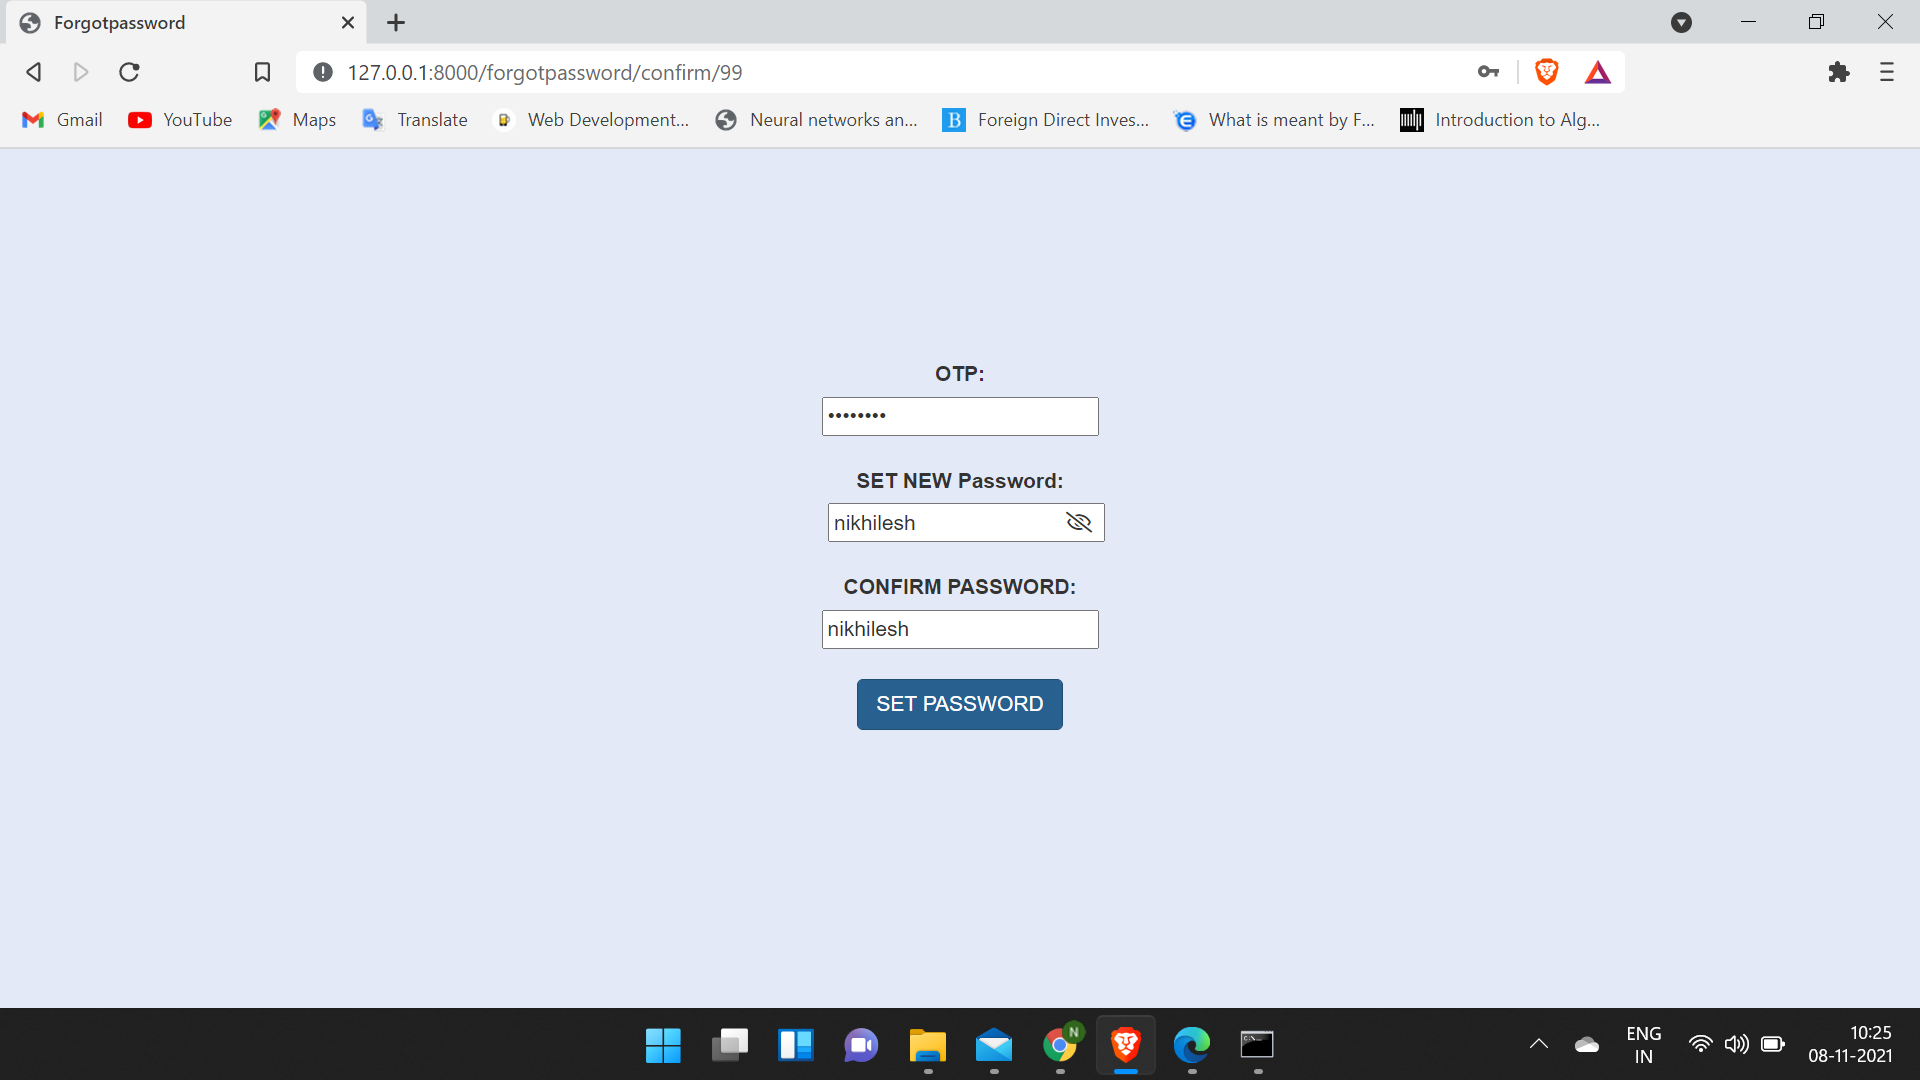 Forgotpassword
127.0.0.1:8000/forgotpassword/confirm/99
Gmail YouTube Maps Translate Web Development... Neural networks an... Foreign Direct Inves... What is meant by F... Introduction to Alg...
OTP:
••••••••
SET NEW Password:
nikhilesh
CONFIRM PASSWORD:
nikhilesh
SET PASSWORD
N
ENG
IN
10:25
08-11-2021